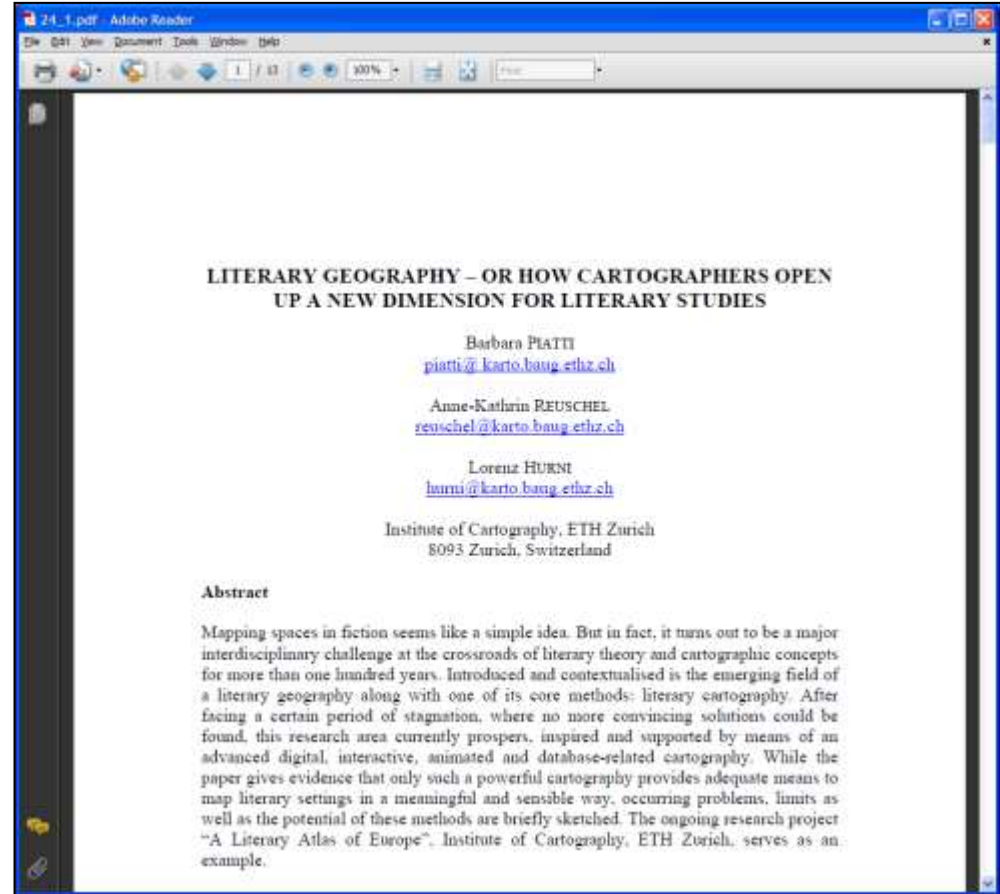 24_1.pdf - Adobe Reader
File Edit View Document Tools Window Help
1 / 13 100% Find
LITERARY GEOGRAPHY – OR HOW CARTOGRAPHERS OPEN
UP A NEW DIMENSION FOR LITERARY STUDIES
Barbara PIATTI
piatti@ karto.baug.ethz.ch
Anne-Kathrin REUSCHEL
reuschel@karto.baug.ethz.ch
Lorenz HURNI
hurni@karto.baug.ethz.ch
Institute of Cartography, ETH Zurich
8093 Zurich, Switzerland
Abstract
Mapping spaces in fiction seems like a simple idea. But in fact, it turns out to be a major
interdisciplinary challenge at the crossroads of literary theory and cartographic concepts
for more than one hundred years. Introduced and contextualised is the emerging field of
a literary geography along with one of its core methods: literary cartography. After
facing a certain period of stagnation, where no more convincing solutions could be
found, this research area currently prospers, inspired and supported by means of an
advanced digital, interactive, animated and database-related cartography. While the
paper gives evidence that only such a powerful cartography provides adequate means to
map literary settings in a meaningful and sensible way, occurring problems, limits as
well as the potential of these methods are briefly sketched. The ongoing research project
“A Literary Atlas of Europe”, Institute of Cartography, ETH Zurich, serves as an
example.